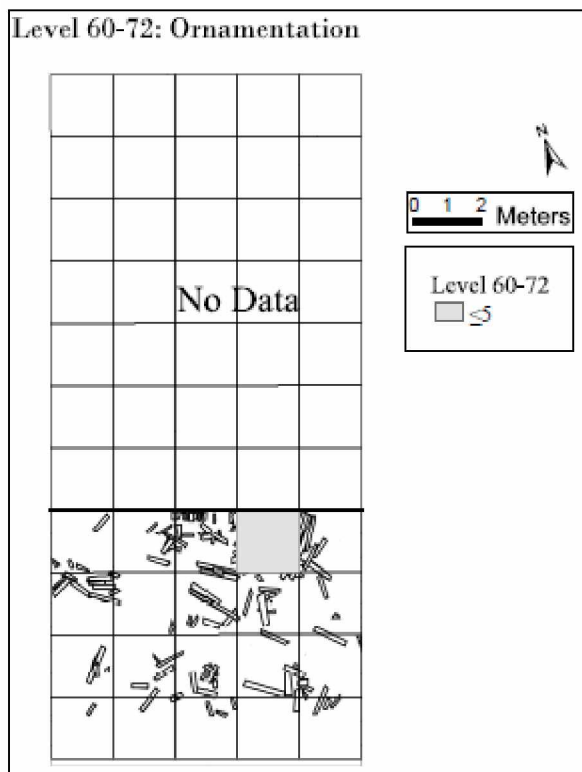 Level 60-72: Ornamentation
N
0 1 2 Meters
Level 60-72
≤5
No Data